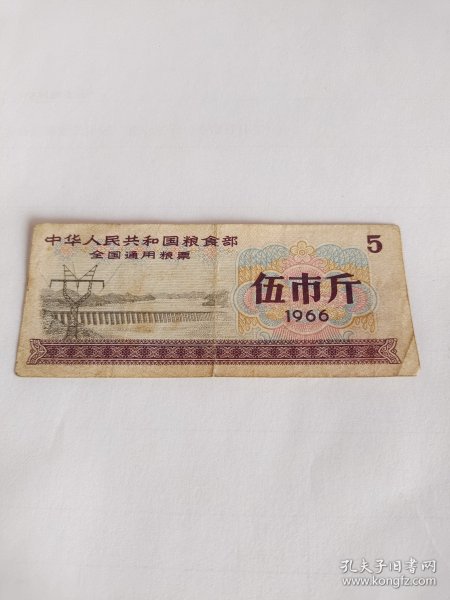 中华人民共和国粮食部
全国通用粮票
5
伍市斤
1966
孔夫子旧书网
www.kongfz.com